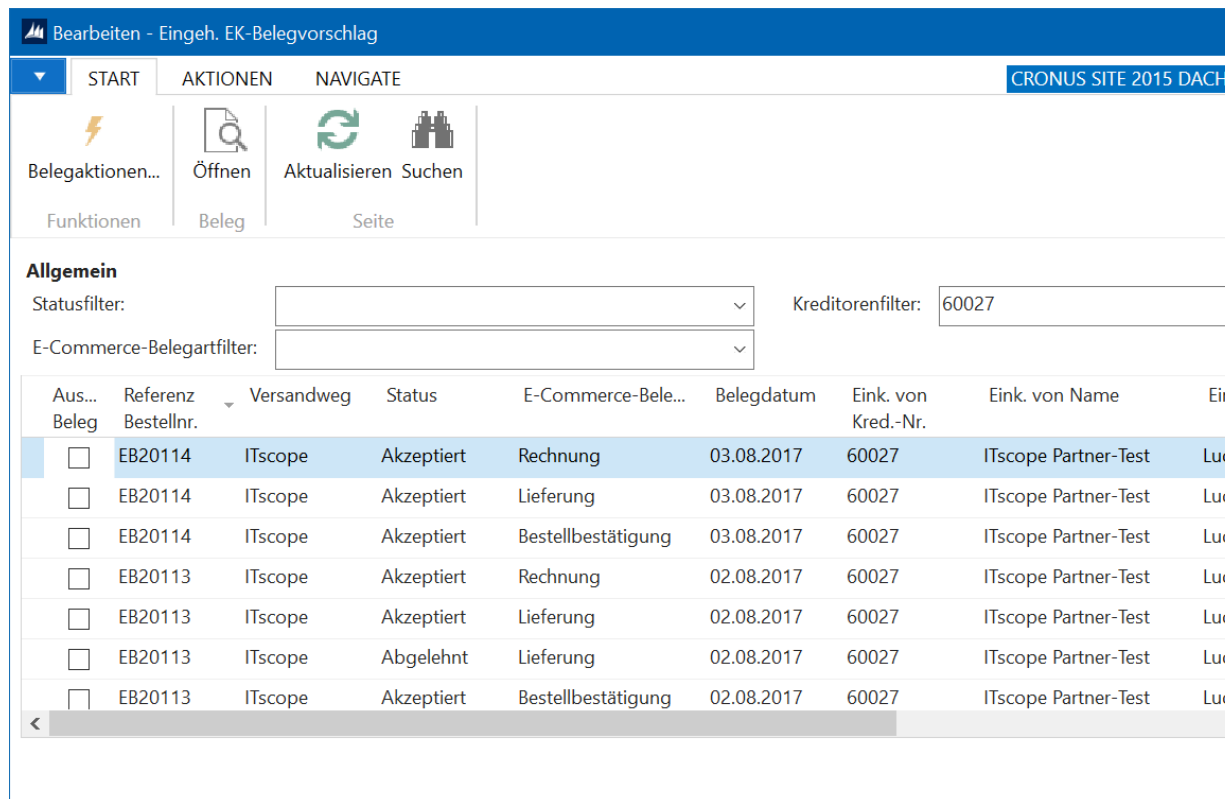 Bearbeiten - Eingeh. EK-Belegvorschlag
START AKTIONEN NAVIGATE CRONUS SITE 2015 DACH
Belegaktionen... Öffnen Aktualisieren Suchen
Funktionen Beleg Seite
Allgemein
Statusfilter: Kreditorenfilter: 60027
E-Commerce-Belegartfilter:
Aus... Referenz Versandweg Status E-Commerce-Bele... Belegdatum Eink. von Eink. von Name
Beleg Bestellnr. Kred.-Nr.
EB20114 ITscope Akzeptiert Rechnung 03.08.2017 60027 ITscope Partner-Test
EB20114 ITscope Akzeptiert Lieferung 03.08.2017 60027 ITscope Partner-Test
EB20114 ITscope Akzeptiert Bestellbestätigung 03.08.2017 60027 ITscope Partner-Test
EB20113 ITscope Akzeptiert Rechnung 02.08.2017 60027 ITscope Partner-Test
EB20113 ITscope Akzeptiert Lieferung 02.08.2017 60027 ITscope Partner-Test
EB20113 ITscope Abgelehnt Lieferung 02.08.2017 60027 ITscope Partner-Test
EB20113 ITscope Akzeptiert Bestellbestätigung 02.08.2017 60027 ITscope Partner-Test